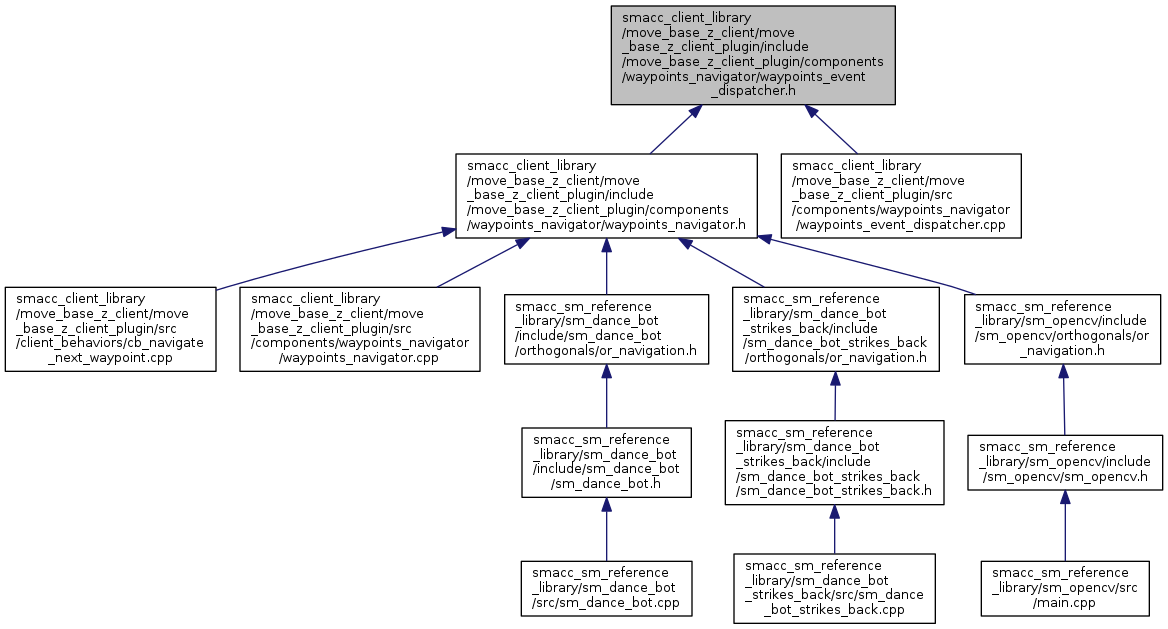 smacc_client_library
/move_base_z_client/move
_base_z_client_plugin/include
/move_base_z_client_plugin/components
/waypoints_navigator/waypoints_event
_dispatcher.h
smacc_client_library
/move_base_z_client/move
_base_z_client_plugin/include
/move_base_z_client_plugin/components
/waypoints_navigator/waypoints_navigator.h
smacc_client_library
/move_base_z_client/move
_base_z_client_plugin/src
/components/waypoints_navigator
/waypoints_event_dispatcher.cpp
smacc_client_library
/move_base_z_client/move
_base_z_client_plugin/src
/client_behaviors/cb_navigate
_next_waypoint.cpp
smacc_client_library
/move_base_z_client/move
_base_z_client_plugin/src
/components/waypoints_navigator
/waypoints_navigator.cpp
smacc_sm_reference
_library/sm_dance_bot
/include/sm_dance_bot
/orthogonals/or_navigation.h
smacc_sm_reference
_library/sm_dance_bot
_strikes_back/include
/sm_dance_bot_strikes_back
/orthogonals/or_navigation.h
smacc_sm_reference
_library/sm_opencv/include
/sm_opencv/orthogonals/or
_navigation.h
smacc_sm_reference
_library/sm_dance_bot
/include/sm_dance_bot
/sm_dance_bot.h
smacc_sm_reference
_library/sm_dance_bot
_strikes_back/include
/sm_dance_bot_strikes_back
/sm_dance_bot_strikes_back.h
smacc_sm_reference
_library/sm_opencv/include
/sm_opencv/sm_opencv.h
smacc_sm_reference
_library/sm_dance_bot
/src/sm_dance_bot.cpp
smacc_sm_reference
_library/sm_dance_bot
_strikes_back/src/sm_dance
_bot_strikes_back.cpp
smacc_sm_reference
_library/sm_opencv/src
/main.cpp